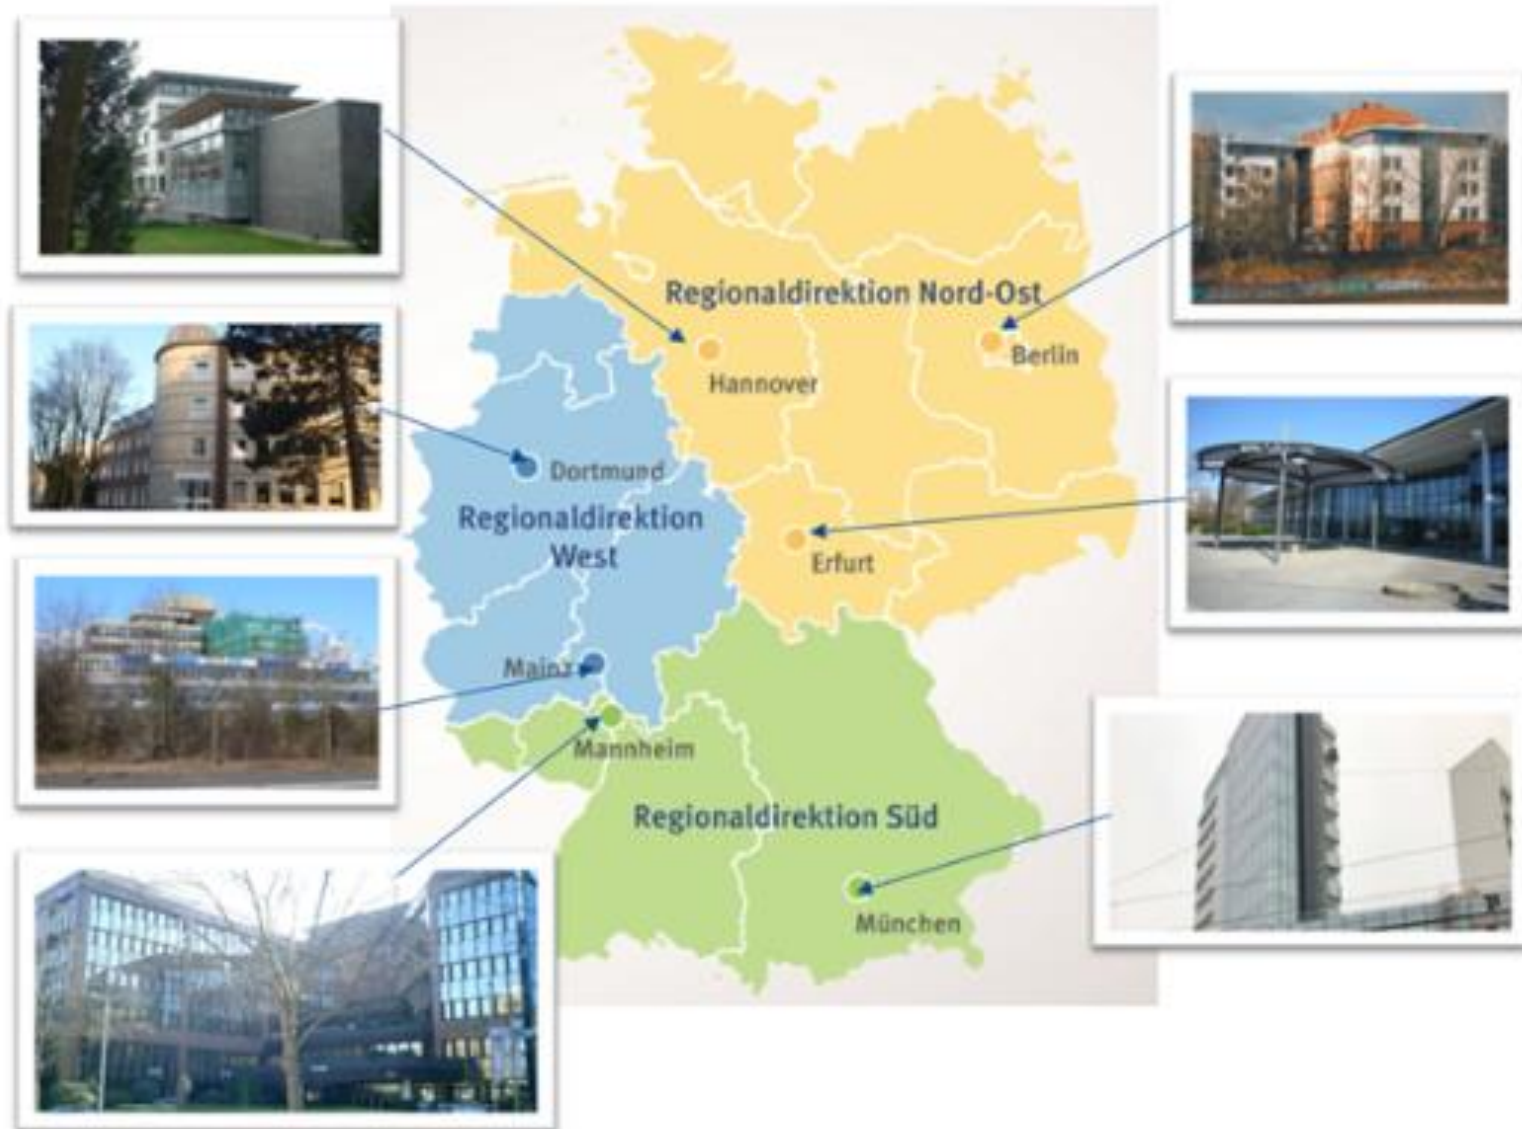 Regionaldirektion Nord-Ost
Hannover
Berlin
Dortmund
Regionaldirektion
West
Erfurt
Mainz
Mannheim
Regionaldirektion Süd
München